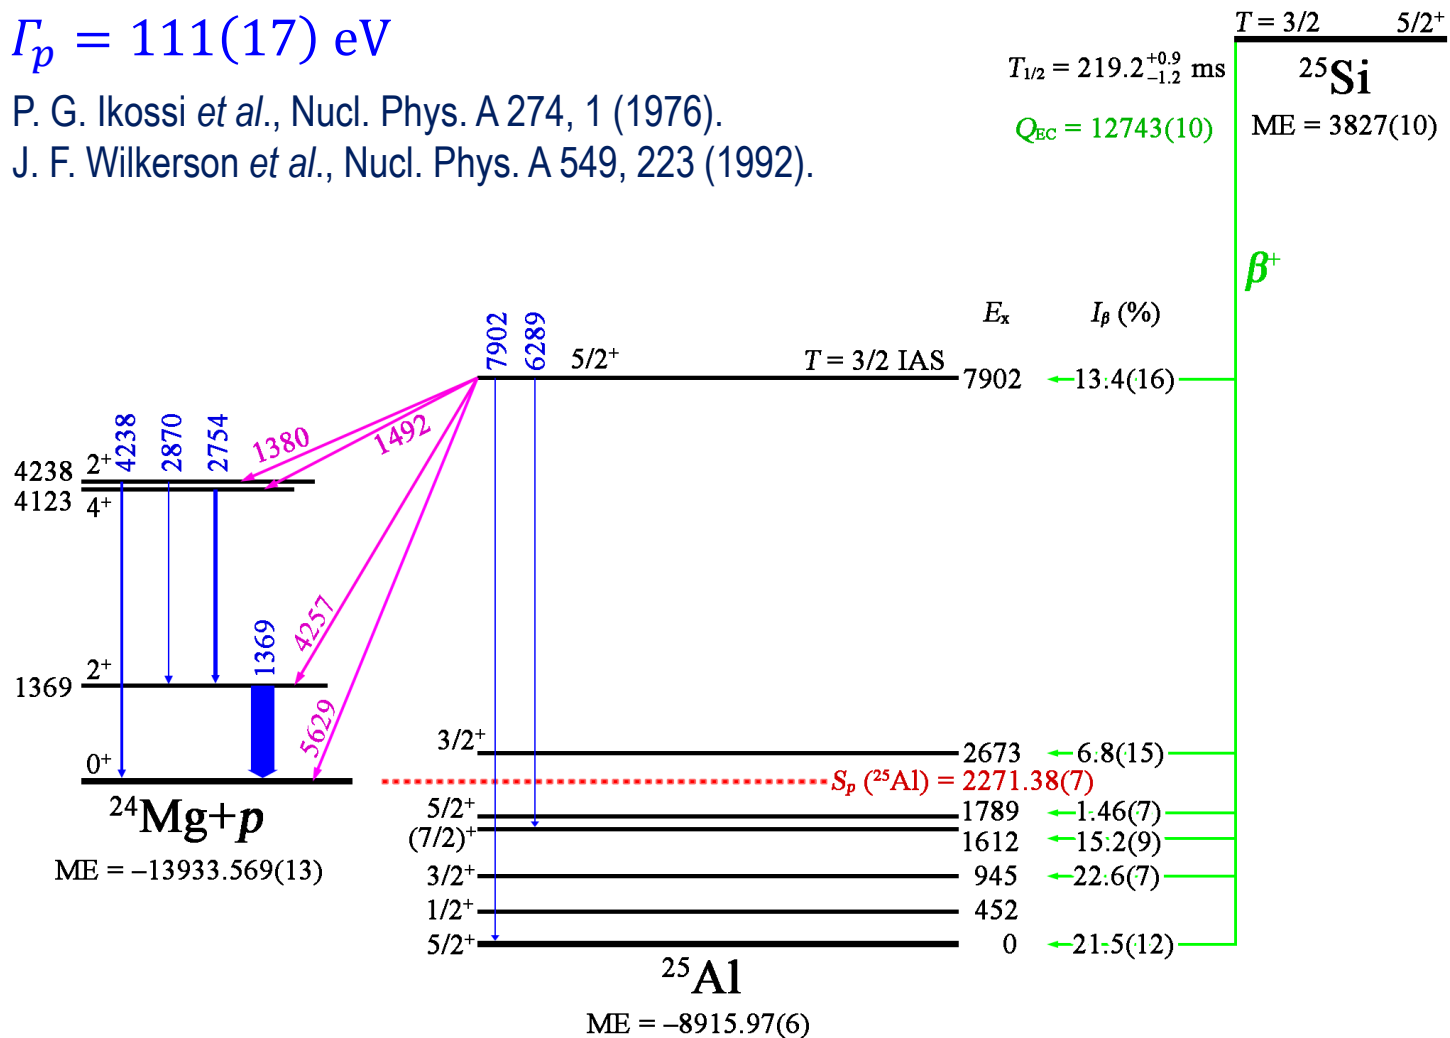 Γp = 111(17) eV
P. G. Ikossi et al., Nucl. Phys. A 274, 1 (1976).
J. F. Wilkerson et al., Nucl. Phys. A 549, 223 (1992).
T = 3/2 5/2⁺
T1/2 = 219.2 +0.9 −1.2 ms
²⁵Si
QEC = 12743(10)
ME = 3827(10)
β⁺
Ex Iβ (%)
7902
6289
5/2⁺ T = 3/2 IAS 7902 13.4(16)
1380
1492
4238
2870
2754
4238 2⁺
4123 4⁺
4257
1369
5629
1369 2⁺
0⁺
²⁴Mg+p
ME = –13933.569(13)
3/2⁺ 2673 6.8(15)
Sp (²⁵Al) = 2271.38(7)
5/2⁺ 1789 1.46(7)
(7/2)⁺ 1612 15.2(9)
3/2⁺ 945 22.6(7)
1/2⁺ 452
5/2⁺ 0 21.5(12)
²⁵Al
ME = –8915.97(6)